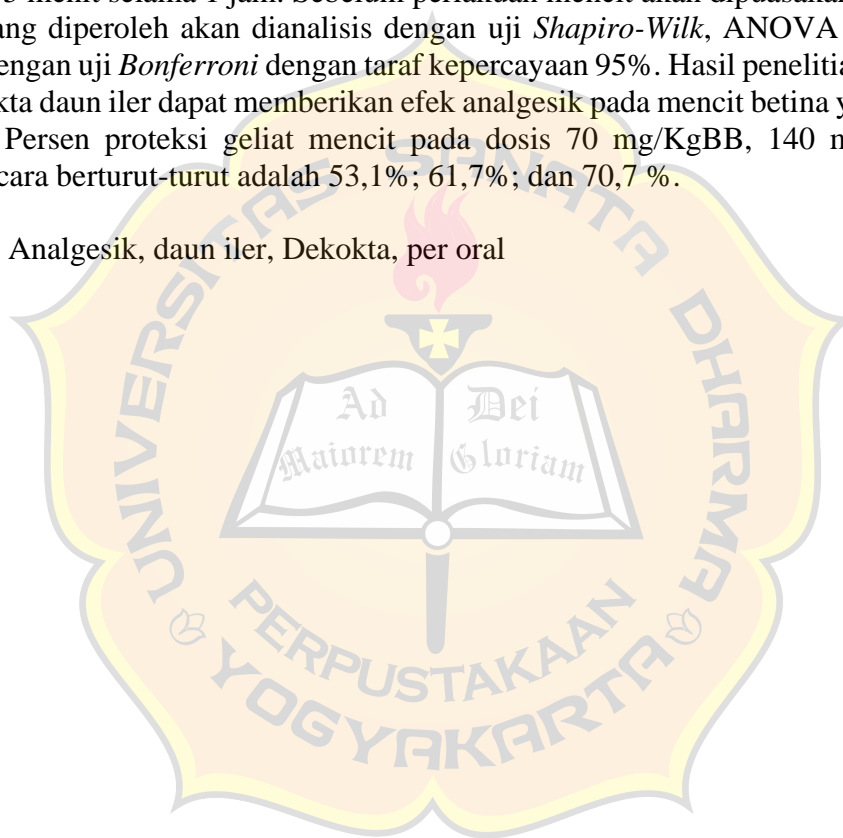 5 menit selama 1 jam. Sebelum perlakuan mencit akan dipuasakan
ang diperoleh akan dianalisis dengan uji Shapiro-Wilk, ANOVA
engan uji Bonferroni dengan taraf kepercayaan 95%. Hasil penelitia
kta daun iler dapat memberikan efek analgesik pada mencit betina y
Persen proteksi geliat mencit pada dosis 70 mg/KgBB, 140 m
cara berturut-turut adalah 53,1%; 61,7%; dan 70,7 %.
Analgesik, daun iler, Dekokta, per oral
UNIVERSITAS SANATA DHARMA
Ad Dei
Maiorem Gloriam
PERPUSTAKAAN
YOGYAKARTA